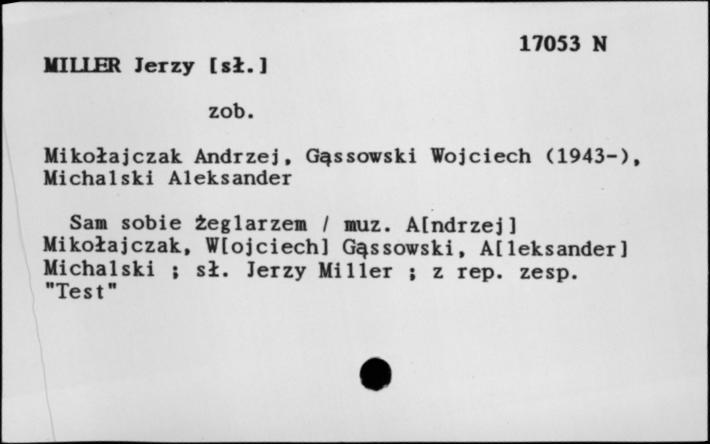 17053 N
MILLER Jerzy [sł.]
zob.
Mikołajczak Andrzej, Gąssowski Wojciech (1943-),
Michalski Aleksander
Sam sobie żeglarzem / muz. A[ndrzej]
Mikołajczak, W[ojciech] Gąssowski, A[leksander]
Michalski ; sł. Jerzy Miller ; z rep. zesp.
"Test"